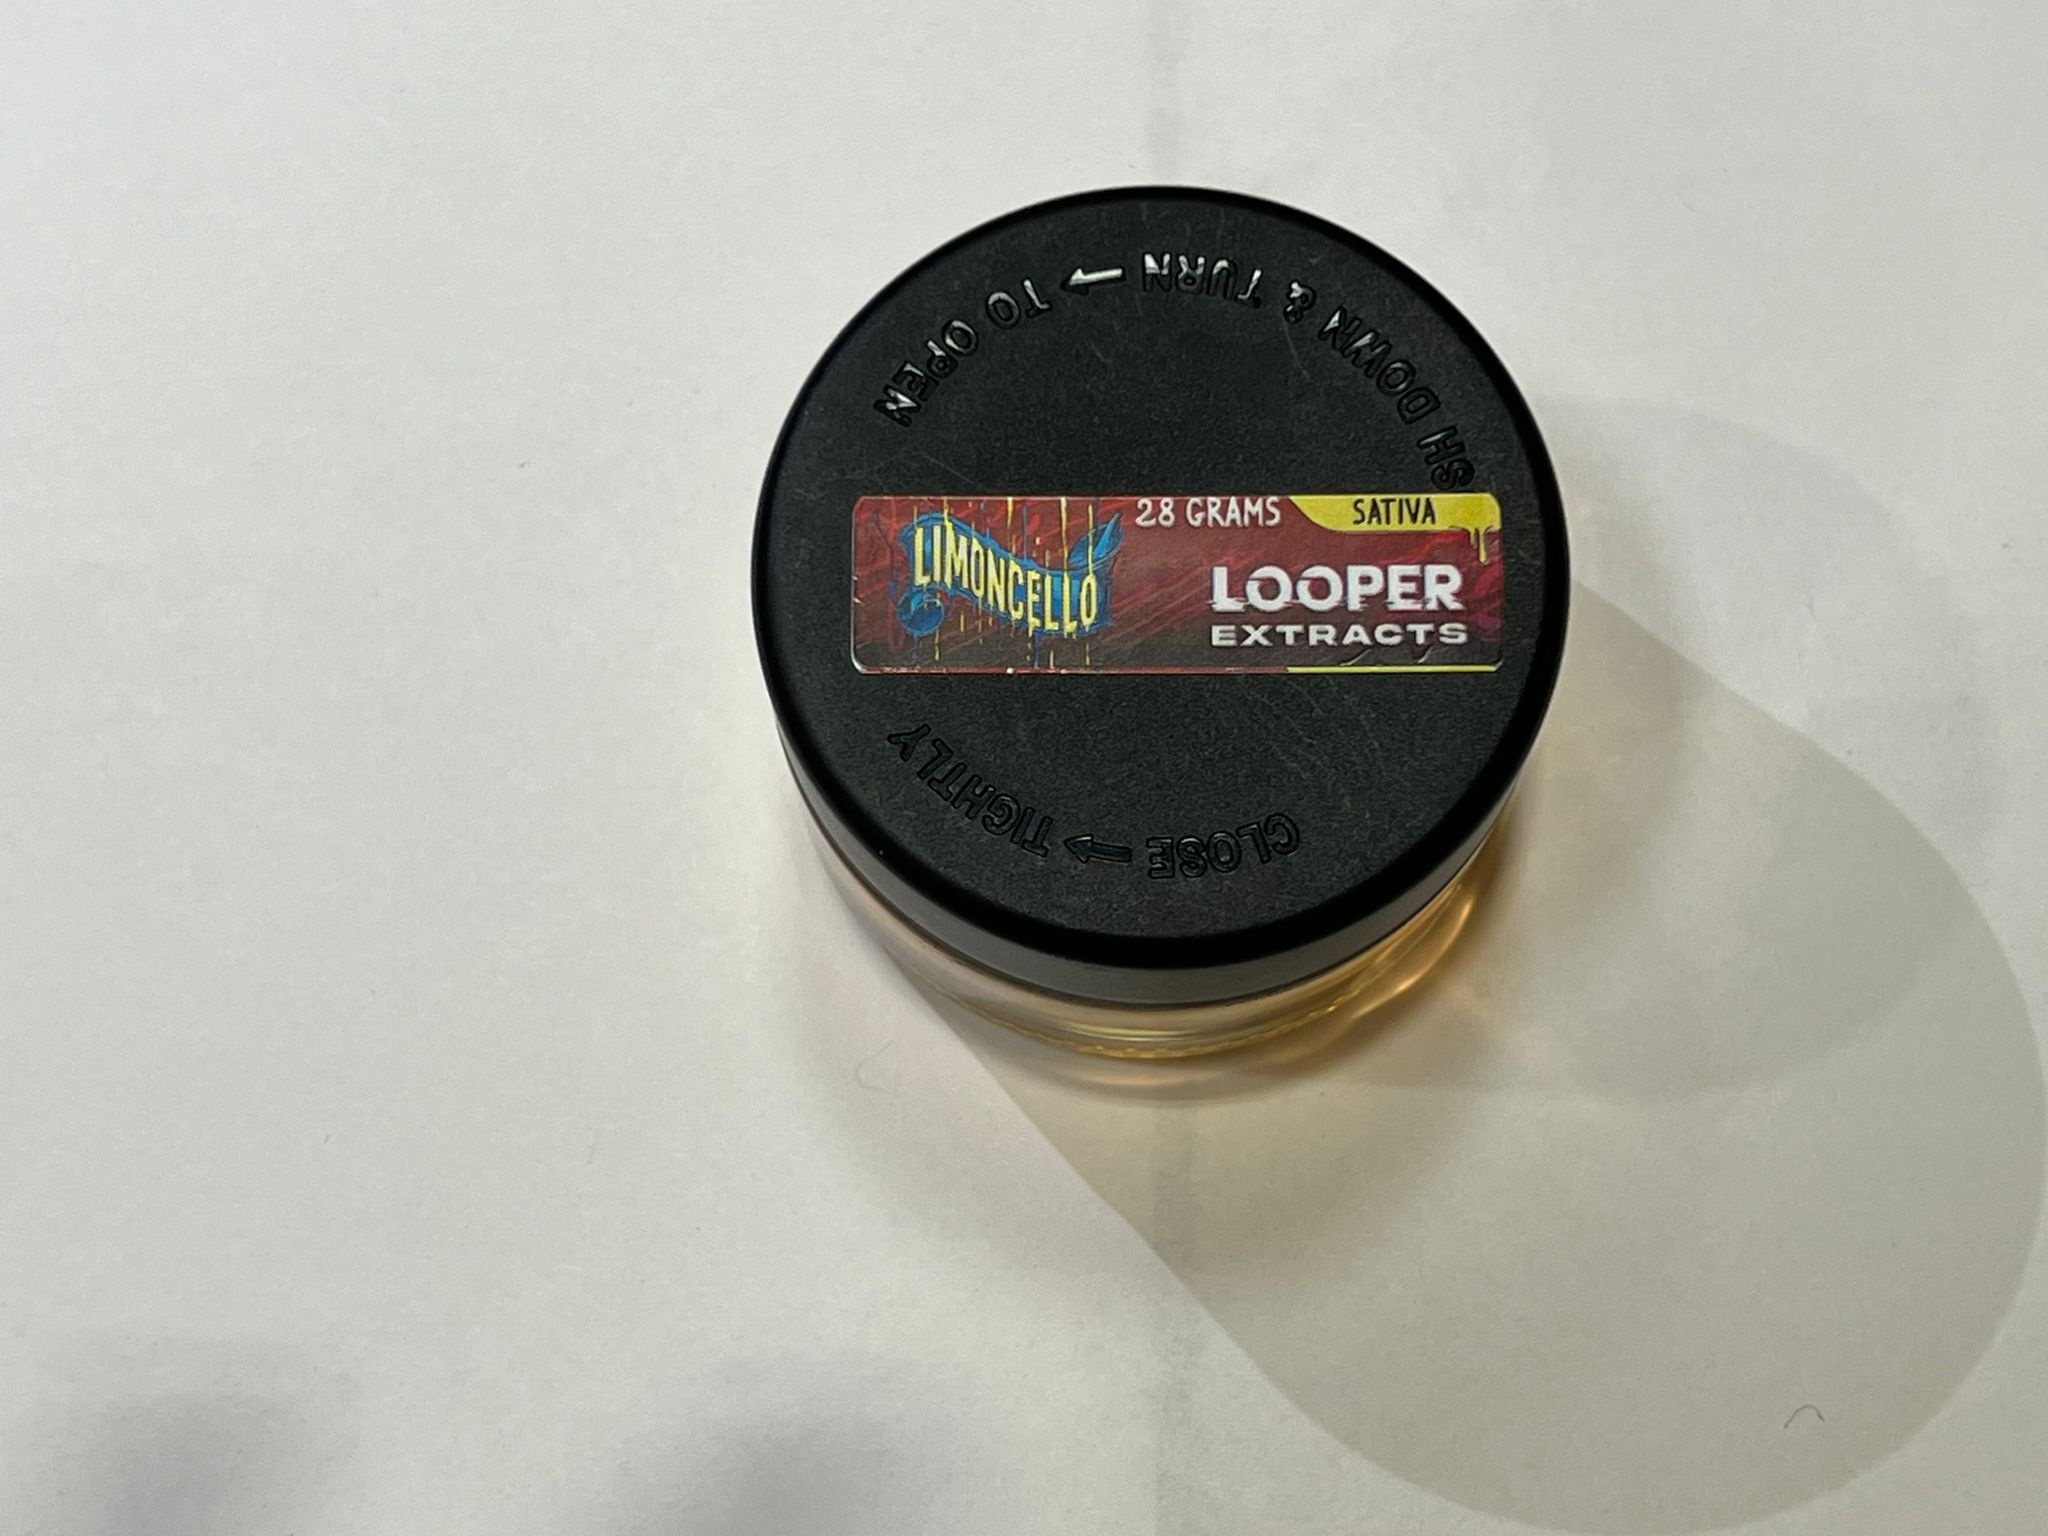 SH DOWN & TURN → TO OPEN
28 GRAMS
SATIVA
LIMONCELLO
LOOPER
EXTRACTS
CLOSE → TIGHTLY